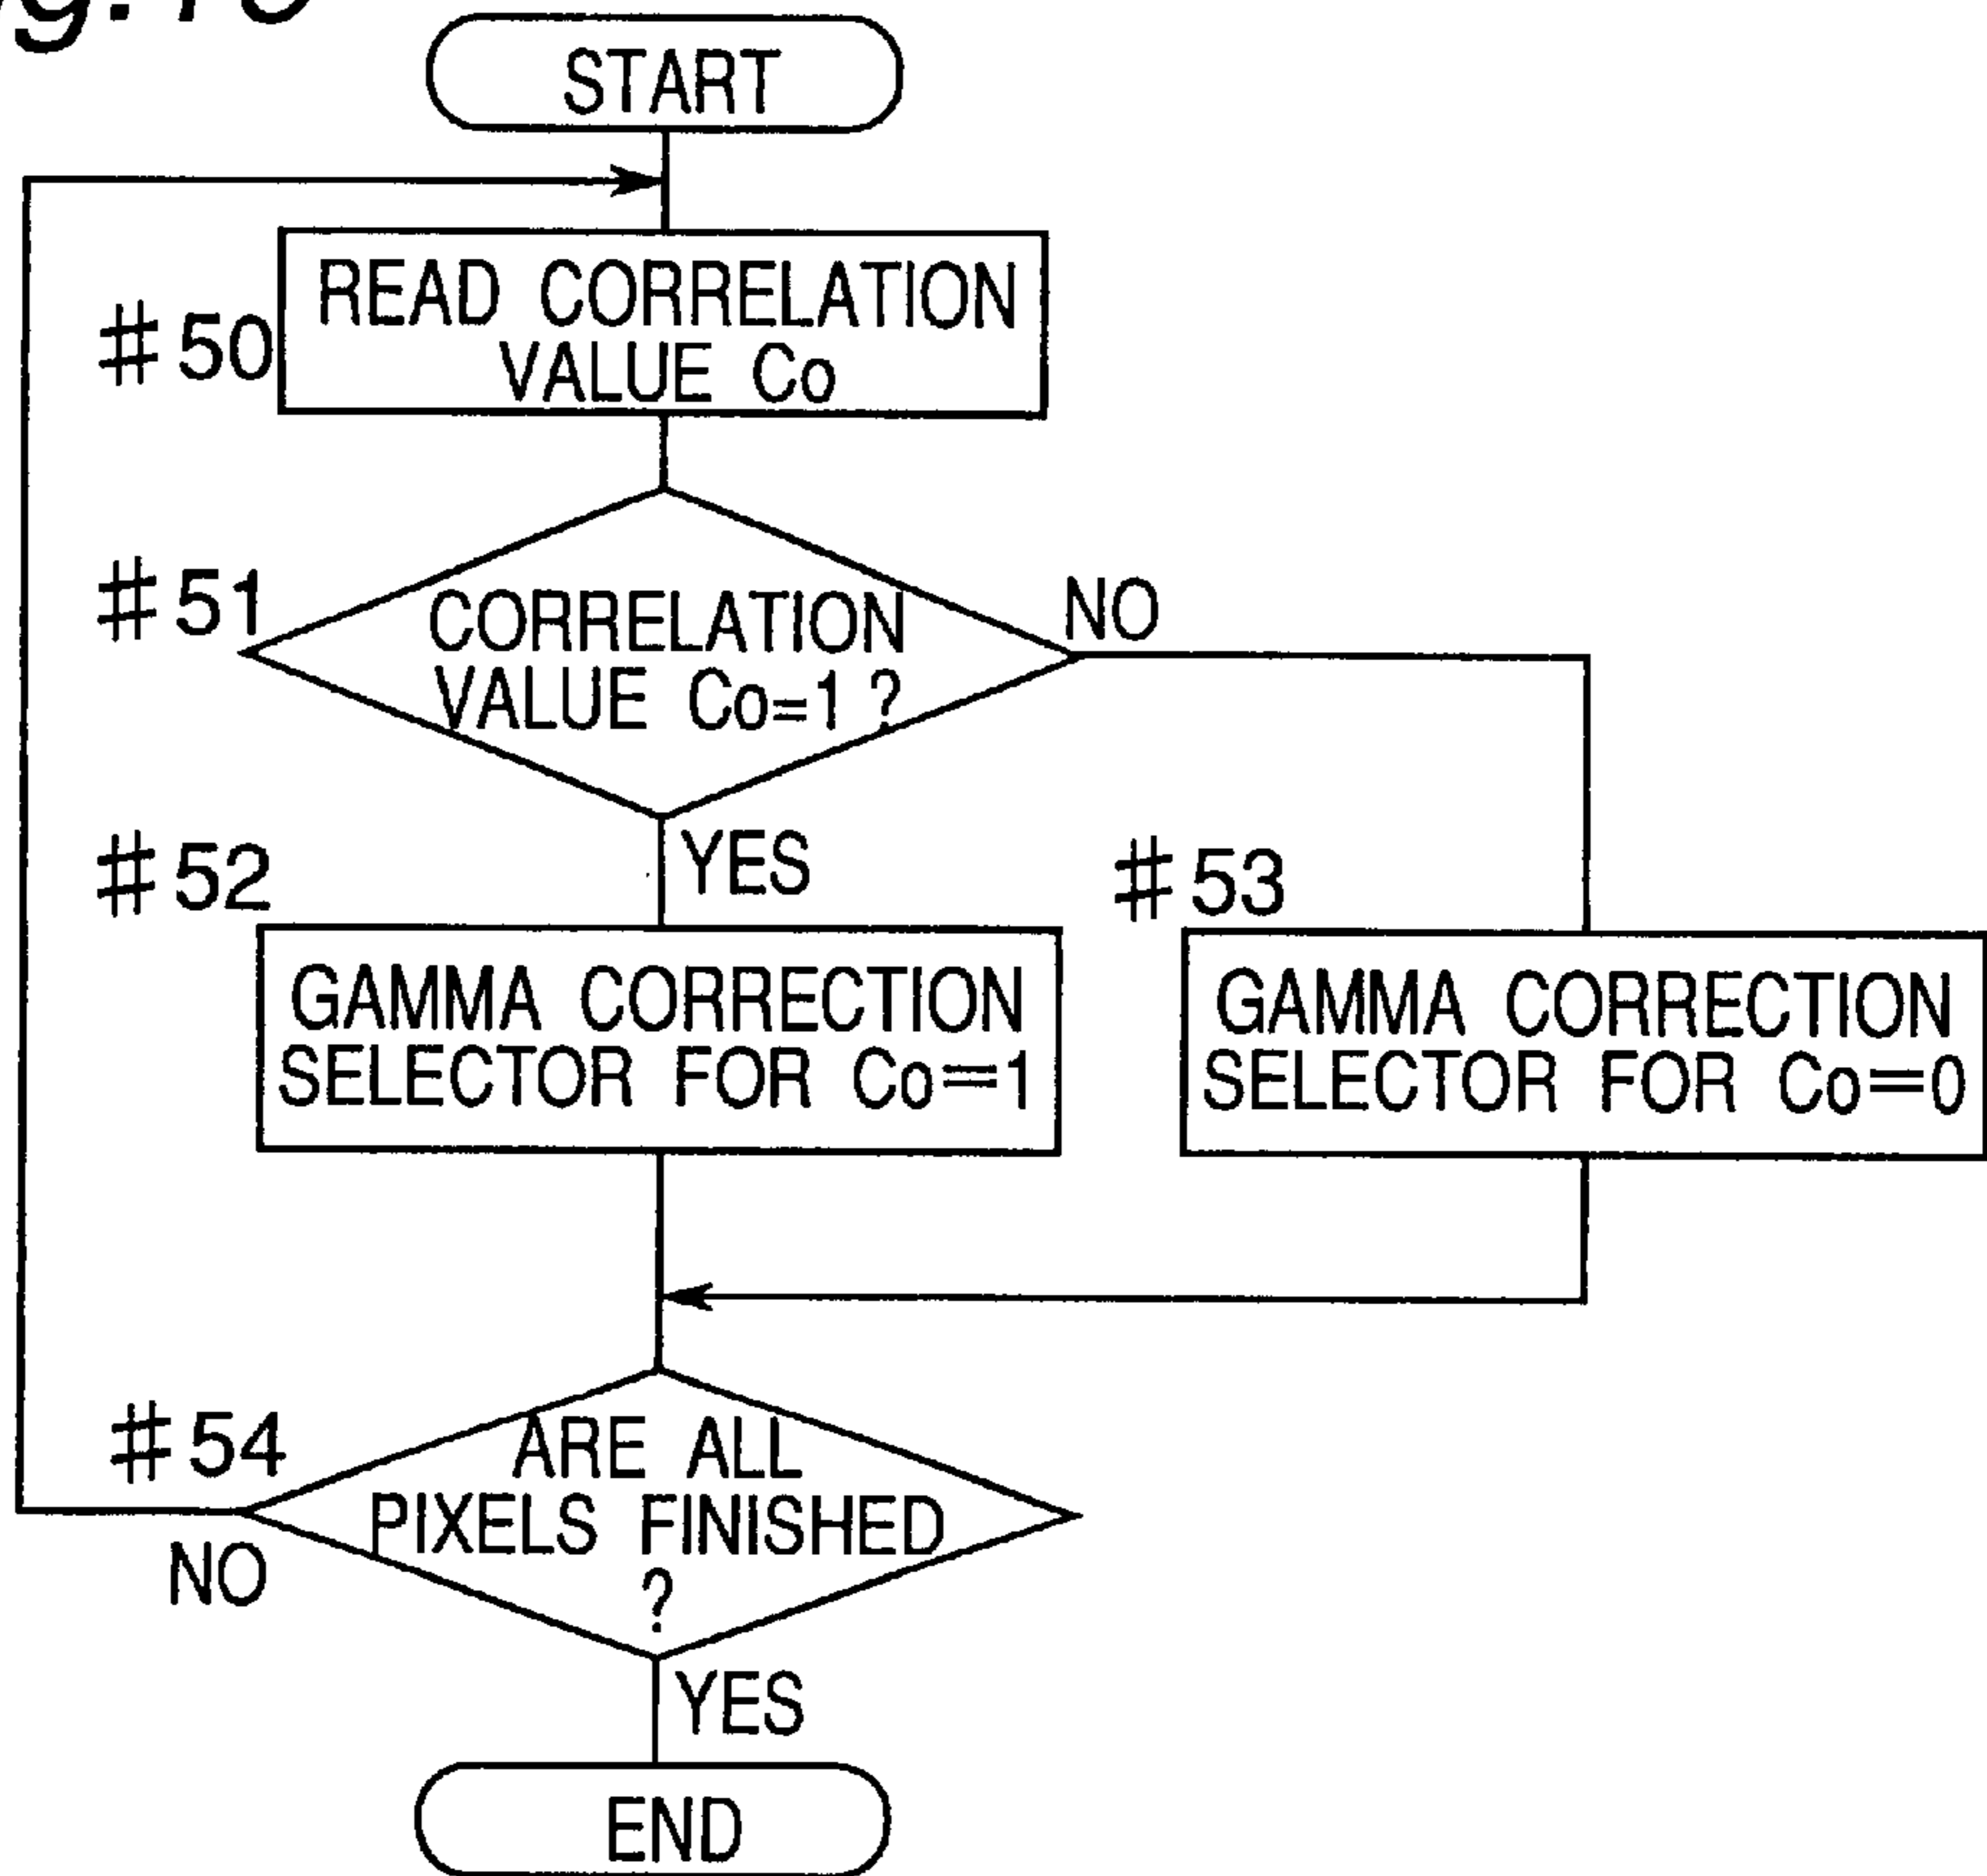 START
READ CORRELATION
#50
VALUE Co
#51
CORRELATION
NO
VALUE Co=1 ?
YES
#52
#53
GAMMA CORRECTION
SELECTOR FOR Co=1
GAMMA CORRECTION
SELECTOR FOR Co=0
#54
ARE ALL
PIXELS FINISHED
?
NO
YES
END